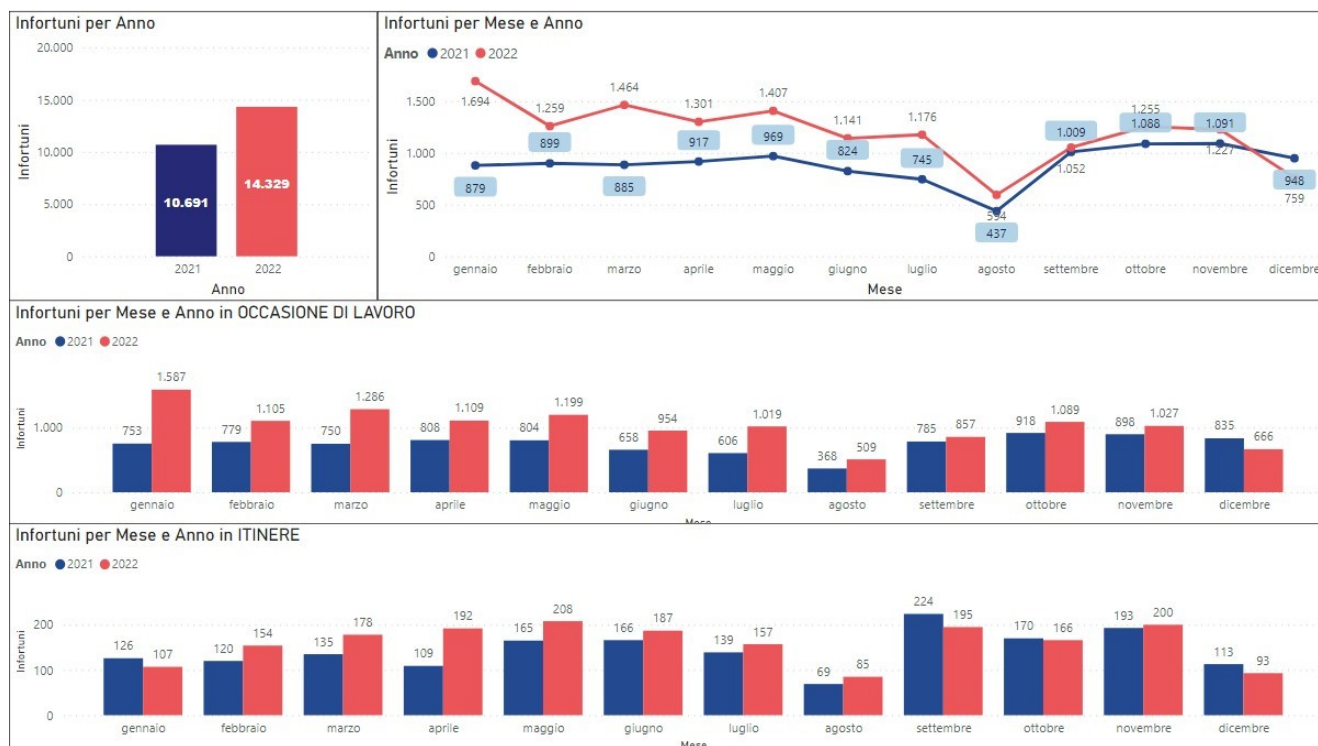 Infortuni per Anno
20.000
15.000
10.000
5.000
0
Infortuni
10.691
14.329
2021
2022
Anno
Infortuni per Mese e Anno
Anno 2021 2022
1.500
1.000
500
0
Infortuni
1.694
1.259
1.464
1.301
1.407
1.141
1.176
594
1.052
1.255
1.227
759
879
899
885
917
969
824
745
437
1.009
1.088
1.091
948
gennaio febbraio marzo aprile maggio giugno luglio agosto settembre ottobre novembre dicembre
Mese
Infortuni per Mese e Anno in OCCASIONE DI LAVORO
Anno 2021 2022
1.000
0
Infortuni
753 1.587 779 1.105 750 1.286 808 1.109 804 1.199 658 954 606 1.019 368 509 785 857 918 1.089 898 1.027 835 666
gennaio febbraio marzo aprile maggio giugno luglio agosto settembre ottobre novembre dicembre
Mese
Infortuni per Mese e Anno in ITINERE
Anno 2021 2022
200
100
0
Infortuni
126 107 120 154 135 178 109 192 165 208 166 187 139 157 69 85 224 195 170 166 193 200 113 93
gennaio febbraio marzo aprile maggio giugno luglio agosto settembre ottobre novembre dicembre
Mese